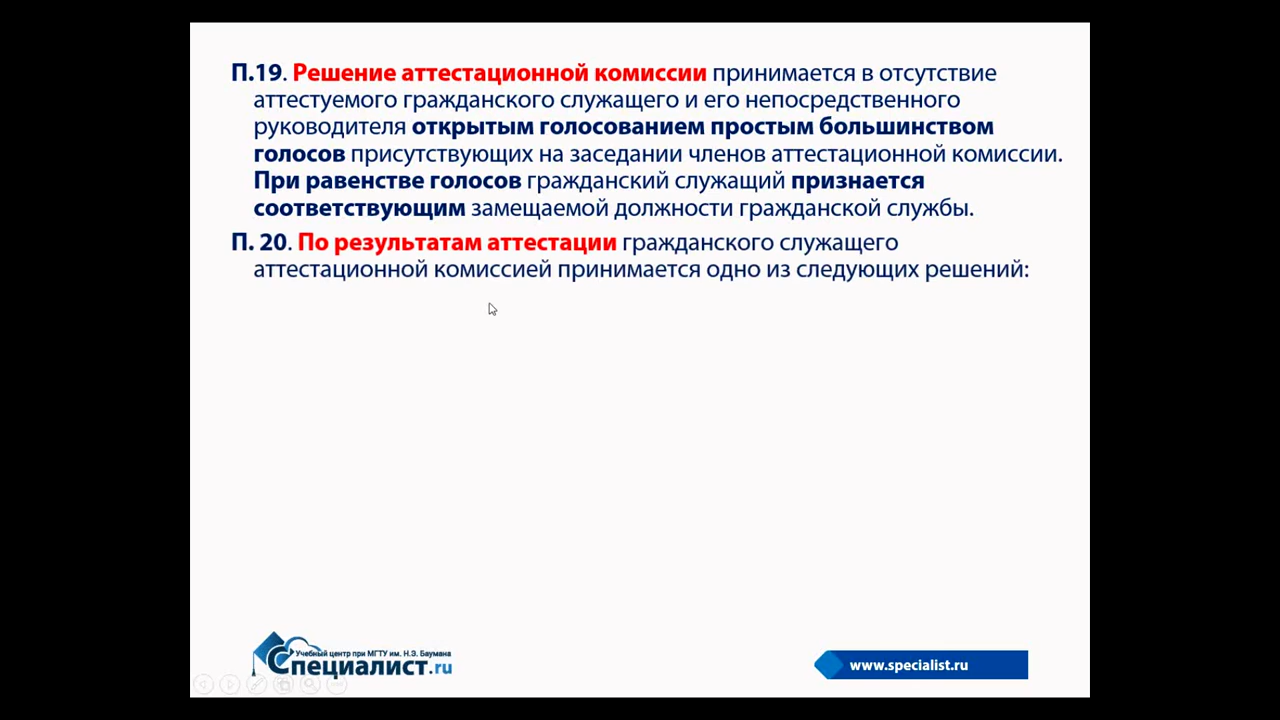 П.19. Решение аттестационной комиссии принимается в отсутствие
аттестуемого гражданского служащего и его непосредственного
руководителя открытым голосованием простым большинством
голосов присутствующих на заседании членов аттестационной комиссии.
При равенстве голосов гражданский служащий признается
соответствующим замещаемой должности гражданской службы.
П. 20. По результатам аттестации гражданского служащего
аттестационной комиссией принимается одно из следующих решений:
Учебный центр при МГТУ им. Н.Э. Баумана
Специалист.ru
www.specialist.ru